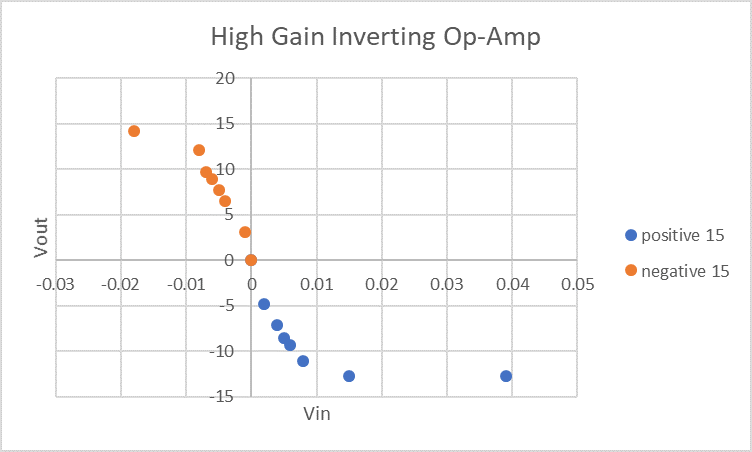 High Gain Inverting Op-Amp
20
15
10
5
0
-5
-10
-15
-0.03 -0.02 -0.01 0 0.01 0.02 0.03 0.04 0.05
Vout
Vin
positive 15
negative 15